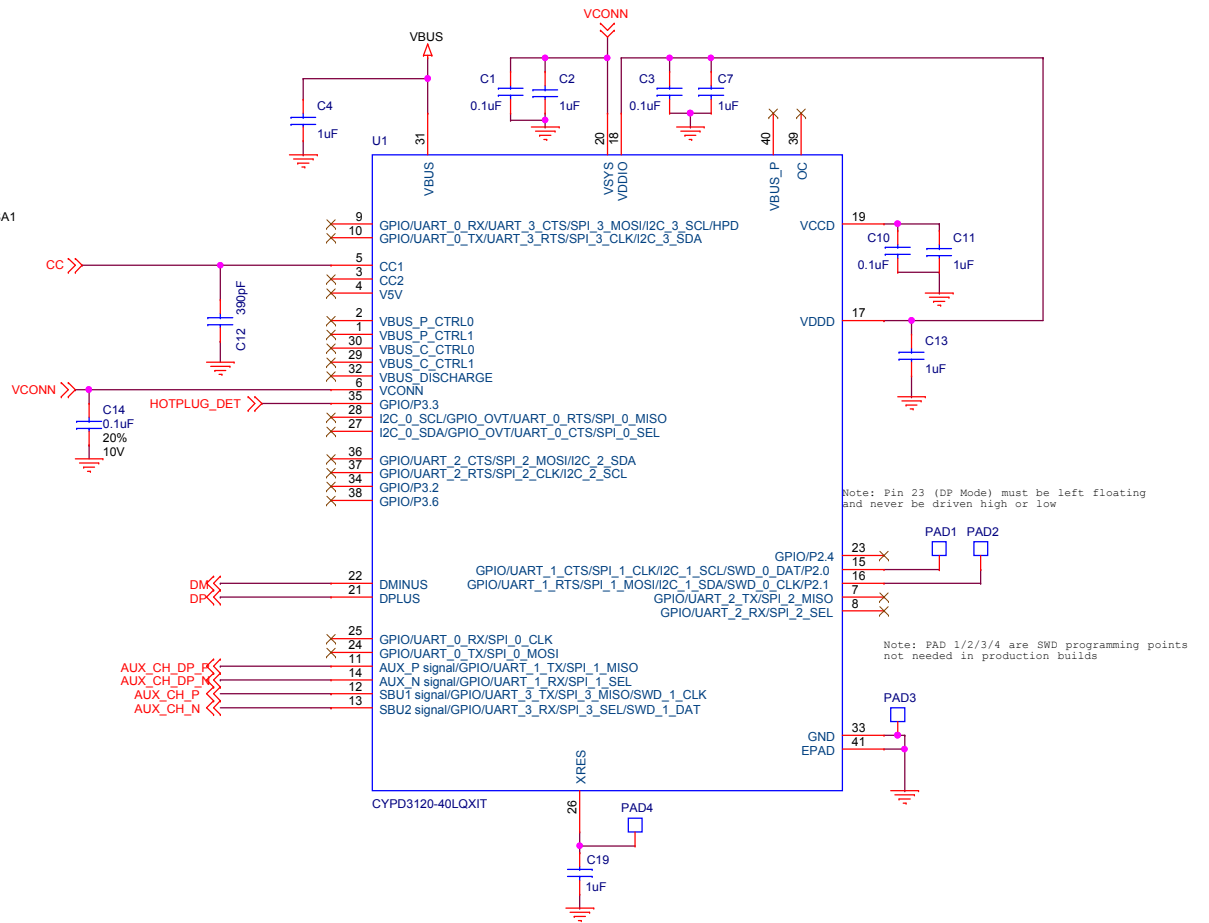 VCONN
VBUS
C1
0.1uF
C2
1uF
C3
0.1uF
C7
1uF
C4
1uF
U1
31
20
18
40
39
VBUS
VSYS
VDDIO
VBUS_P
OC
A1
9
GPIO/UART_0_RX/UART_3_CTS/SPI_3_MOSI/I2C_3_SCL/HPD
10
GPIO/UART_0_TX/UART_3_RTS/SPI_3_CLK/I2C_3_SDA
VCCD
19
C10
0.1uF
C11
1uF
CC
5
CC1
3
CC2
4
V5V
390pF
C12
2
VBUS_P_CTRL0
1
VBUS_P_CTRL1
30
VBUS_C_CTRL0
29
VBUS_C_CTRL1
32
VBUS_DISCHARGE
VDDD
17
C13
1uF
VCONN
6
VCONN
HOTPLUG_DET
35
GPIO/P3.3
C14
0.1uF
20%
10V
28
I2C_0_SCL/GPIO_OVT/UART_0_RTS/SPI_0_MISO
27
I2C_0_SDA/GPIO_OVT/UART_0_CTS/SPI_0_SEL
36
GPIO/UART_2_CTS/SPI_2_MOSI/I2C_2_SDA
37
GPIO/UART_2_RTS/SPI_2_CLK/I2C_2_SCL
34
GPIO/P3.2
38
GPIO/P3.6
Note: Pin 23 (DP Mode) must be left floating
and never be driven high or low
PAD1
PAD2
GPIO/P2.4
23
GPIO/UART_1_CTS/SPI_1_CLK/I2C_1_SCL/SWD_0_DAT/P2.0
15
GPIO/UART_1_RTS/SPI_1_MOSI/I2C_1_SDA/SWD_0_CLK/P2.1
16
GPIO/UART_2_TX/SPI_2_MISO
7
GPIO/UART_2_RX/SPI_2_SEL
8
DM
22
DMINUS
DP
21
DPLUS
25
GPIO/UART_0_RX/SPI_0_CLK
24
GPIO/UART_0_TX/SPI_0_MOSI
AUX_CH_DP_P
11
AUX_P signal/GPIO/UART_1_TX/SPI_1_MISO
AUX_CH_DP_N
14
AUX_N signal/GPIO/UART_1_RX/SPI_1_SEL
AUX_CH_P
12
SBU1 signal/GPIO/UART_3_TX/SPI_3_MISO/SWD_1_CLK
AUX_CH_N
13
SBU2 signal/GPIO/UART_3_RX/SPI_3_SEL/SWD_1_DAT
Note: PAD 1/2/3/4 are SWD programming points
not needed in production builds
PAD3
GND
33
EPAD
41
XRES
26
CYPD3120-40LQXIT
PAD4
C19
1uF